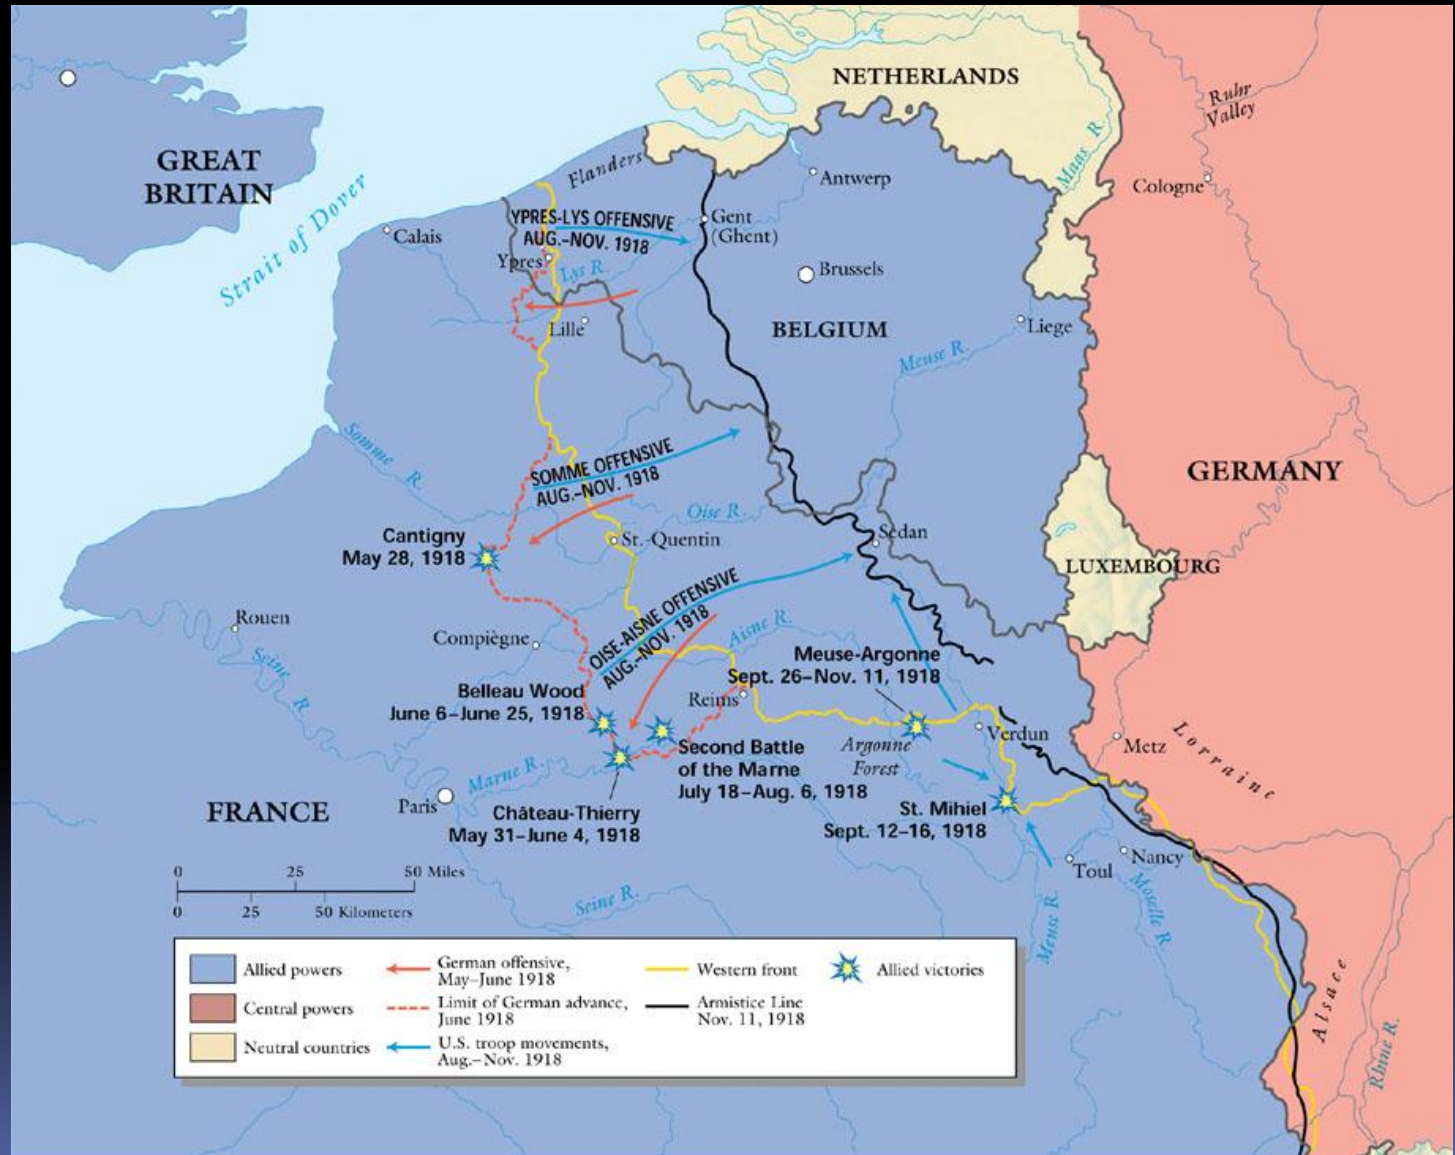 NETHERLANDS
Ruhr
Valley
GREAT
BRITAIN
Strait of Dover
Flanders
Maas R.
Antwerp
Cologne
YPRES-LYS OFFENSIVE
AUG.–NOV. 1918
Gent
(Ghent)
Calais
Ypres
Lys R.
Brussels
Lille
BELGIUM
Liege
Meuse R.
Somme R.
SOMME OFFENSIVE
AUG.–NOV. 1918
GERMANY
Oise R.
Cantigny
May 28, 1918
St.-Quentin
Sedan
LUXEMBOURG
OISE-AISNE OFFENSIVE
AUG.–NOV. 1918
Rouen
Seine R.
Compiègne
Aisne R.
Meuse-Argonne
Sept. 26–Nov. 11, 1918
Belleau Wood
June 6–June 25, 1918
Reims
Argonne
Forest
Verdun
Metz
Lorraine
Second Battle
of the Marne
July 18–Aug. 6, 1918
Marne R.
Paris
FRANCE
Château-Thierry
May 31–June 4, 1918
St. Mihiel
Sept. 12–16, 1918
Toul
Nancy
Moselle R.
Meuse R.
Seine R.
Alsace
Rhine R.
0 25 50 Miles
0 25 50 Kilometers
Allied powers
Central powers
Neutral countries
German offensive,
May–June 1918
Limit of German advance,
June 1918
U.S. troop movements,
Aug.–Nov. 1918
Western front
Armistice Line
Nov. 11, 1918
Allied victories